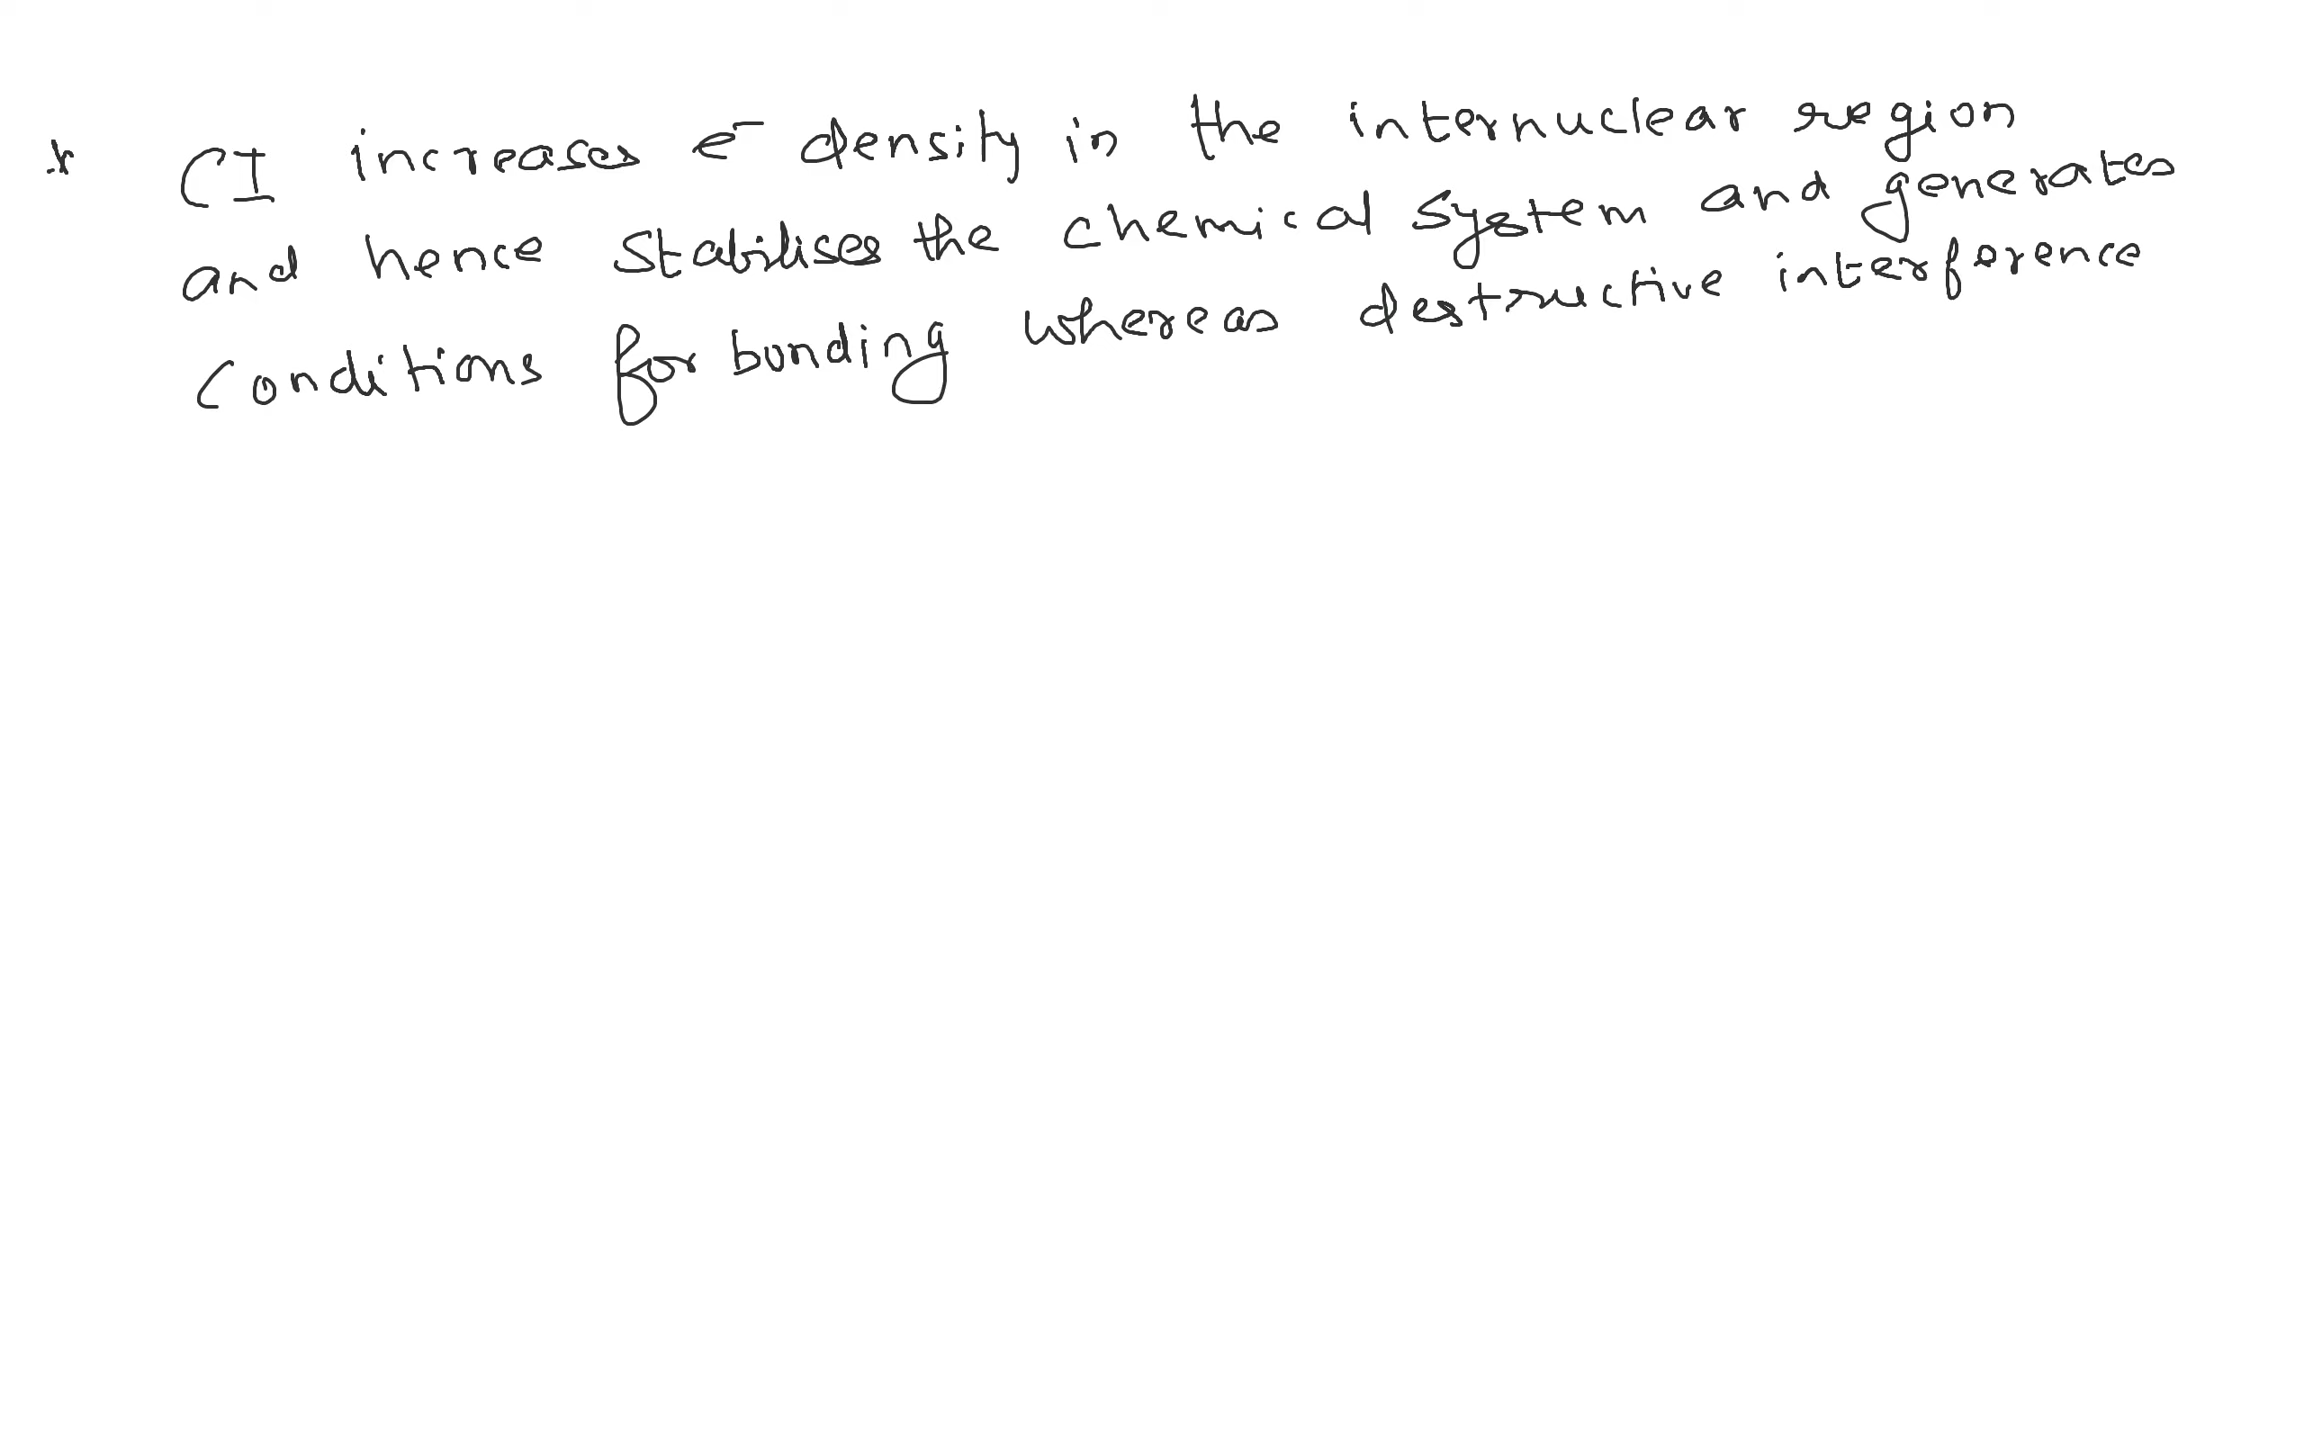 * CI increases e⁻ density in the internuclear region
and hence stabilises the chemical system and generates
conditions for bonding whereas destructive interference